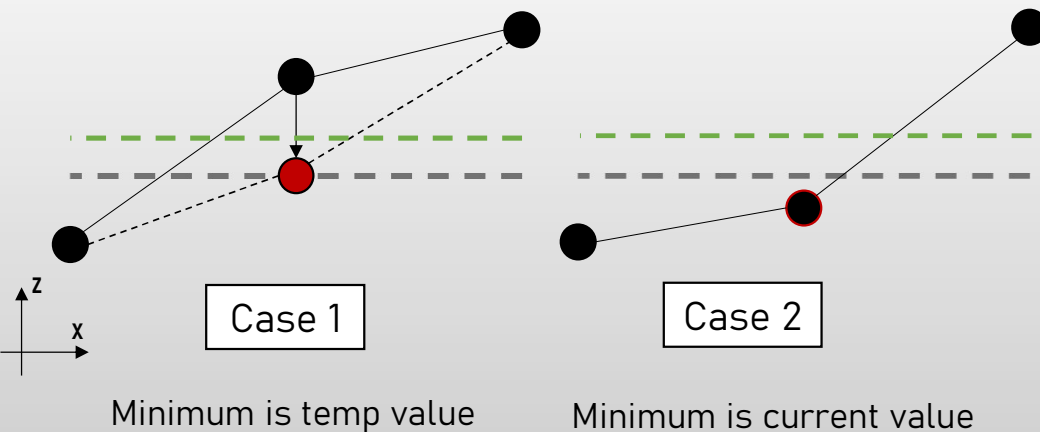 z
x
Case 1
Case 2
Minimum is temp value
Minimum is current value